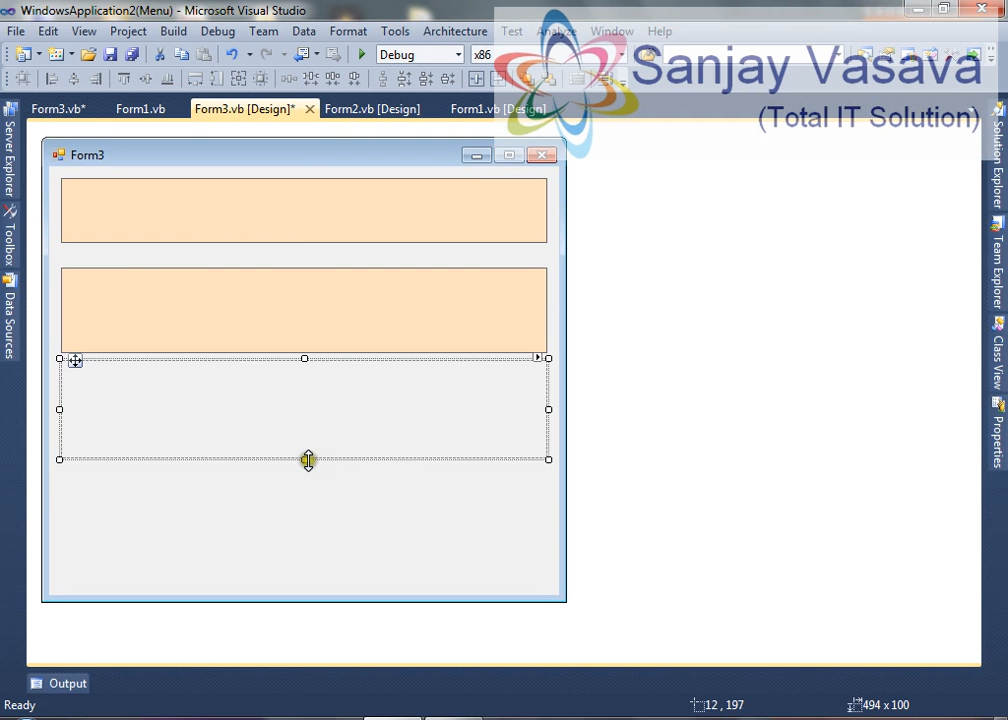 WindowsApplication2(Menu) - Microsoft Visual Studio
File Edit View Project Build Debug Team Data Format Tools Architecture Test Analyze Window Help
Debug x86
Sanjay Vasava
(Total IT Solution)
Form3.vb* Form1.vb Form3.vb [Design]* Form2.vb [Design] Form1.vb [Design]
Server Explorer
Toolbox
Data Sources
Form3
Solution Explorer
Team Explorer
Class View
Properties
Output
Ready 12 , 197 494 x 100